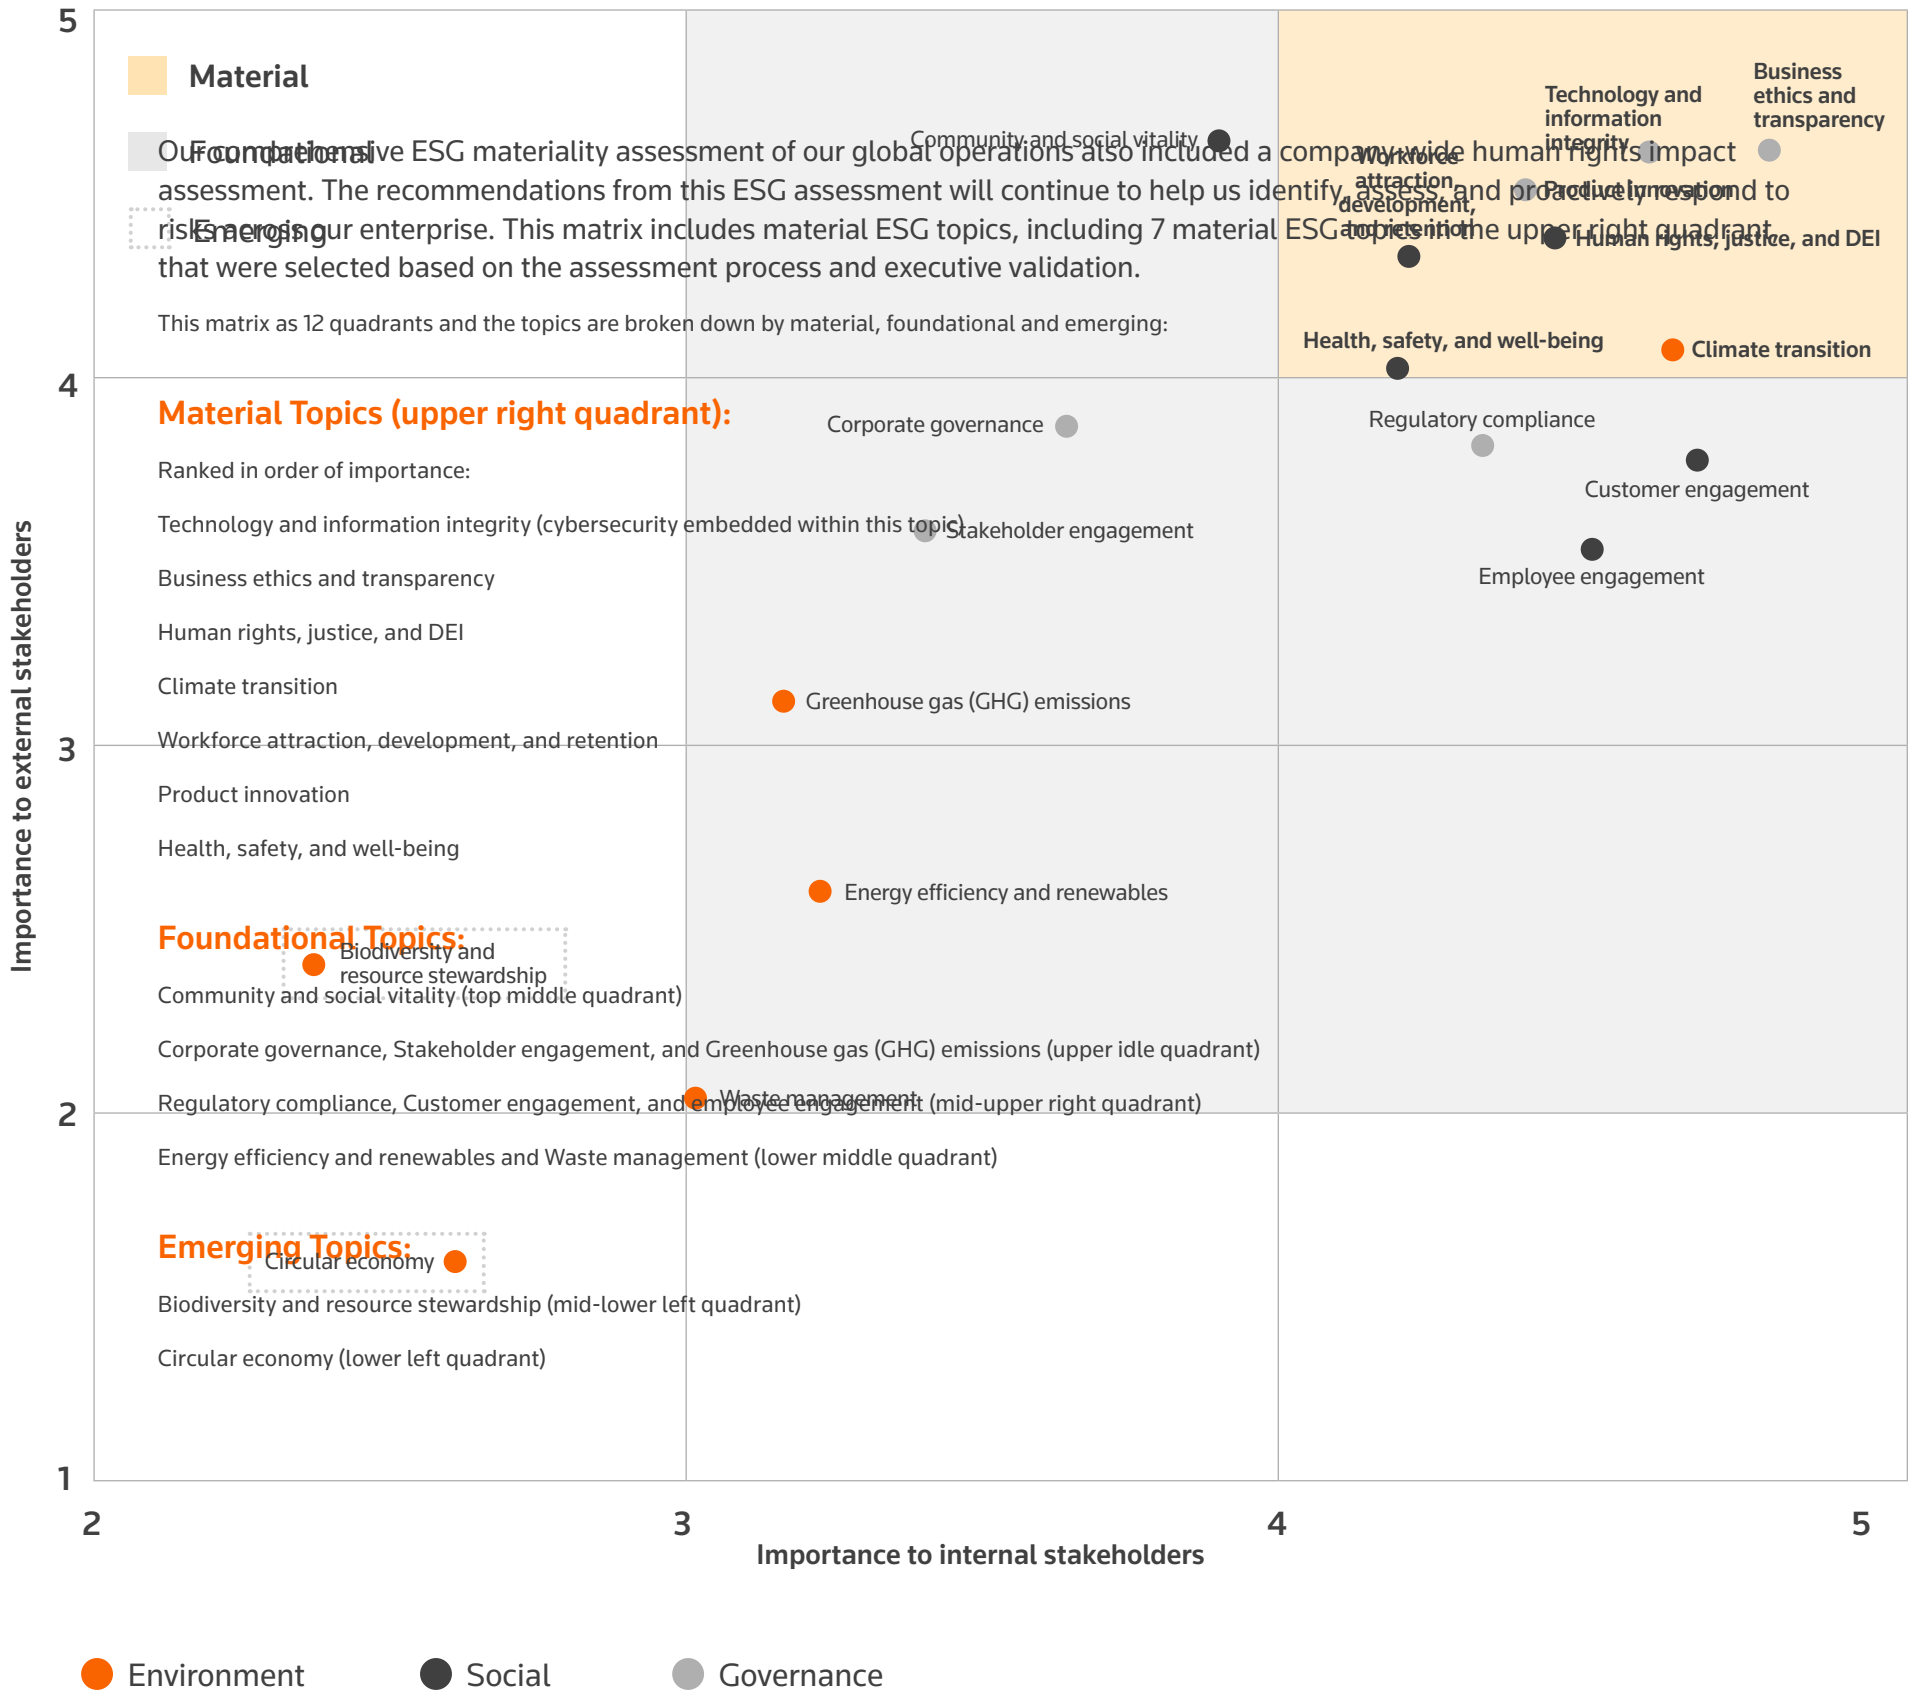 5
Material
Foundational
Emerging
Our comprehensive ESG materiality assessment of our global operations also included a company-wide human rights impact
assessment. The recommendations from this ESG assessment will continue to help us identify, assess, and proactively respond to
risks across our enterprise. This matrix includes material ESG topics, including 7 material ESG topics in the upper right quadrant,
that were selected based on the assessment process and executive validation.
This matrix as 12 quadrants and the topics are broken down by material, foundational and emerging:
Community and social vitality
Workforce
attraction,
development,
and retention
Technology and
information
integrity
Business
ethics and
transparency
Product innovation
Human rights, justice, and DEI
Health, safety, and well-being
Climate transition
4
Material Topics (upper right quadrant):
Ranked in order of importance:
Technology and information integrity (cybersecurity embedded within this topic)
Business ethics and transparency
Human rights, justice, and DEI
Climate transition
Workforce attraction, development, and retention
Product innovation
Health, safety, and well-being
Corporate governance
Regulatory compliance
Customer engagement
Stakeholder engagement
Employee engagement
Greenhouse gas (GHG) emissions
3
Importance to external stakeholders
Energy efficiency and renewables
Foundational Topics:
Biodiversity and
resource stewardship
Community and social vitality (top middle quadrant)
Corporate governance, Stakeholder engagement, and Greenhouse gas (GHG) emissions (upper idle quadrant)
Waste management
Regulatory compliance, Customer engagement, and employee engagement (mid-upper right quadrant)
2
Energy efficiency and renewables and Waste management (lower middle quadrant)
Emerging Topics:
Circular economy
Biodiversity and resource stewardship (mid-lower left quadrant)
Circular economy (lower left quadrant)
1
2
3
4
5
Importance to internal stakeholders
Environment
Social
Governance